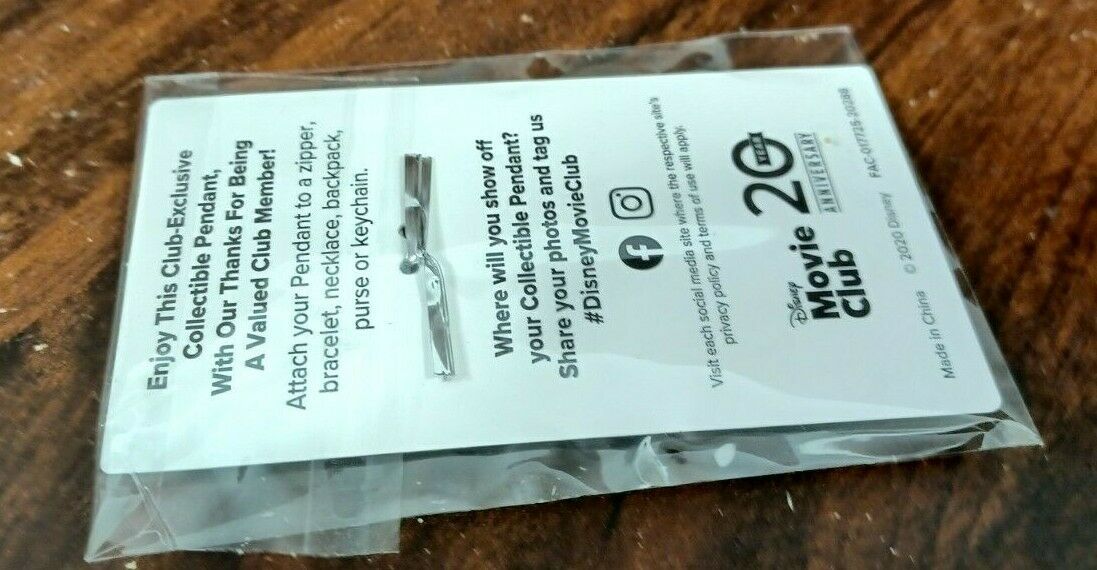 Enjoy This Club-Exclusive
Collectible Pendant,
With Our Thanks For Being
A Valued Club Member!
Attach your Pendant to a zipper,
bracelet, necklace, backpack,
purse or keychain.
Where will you show off
your Collectible Pendant?
Share your photos and tag us
#DisneyMovieClub
Visit each social media site where the respective site's
privacy policy and terms of use will apply.
Disney
Movie
Club
20
YEARS
ANNIVERSARY
Made in China © 2020 Disney FAC-017725-20288